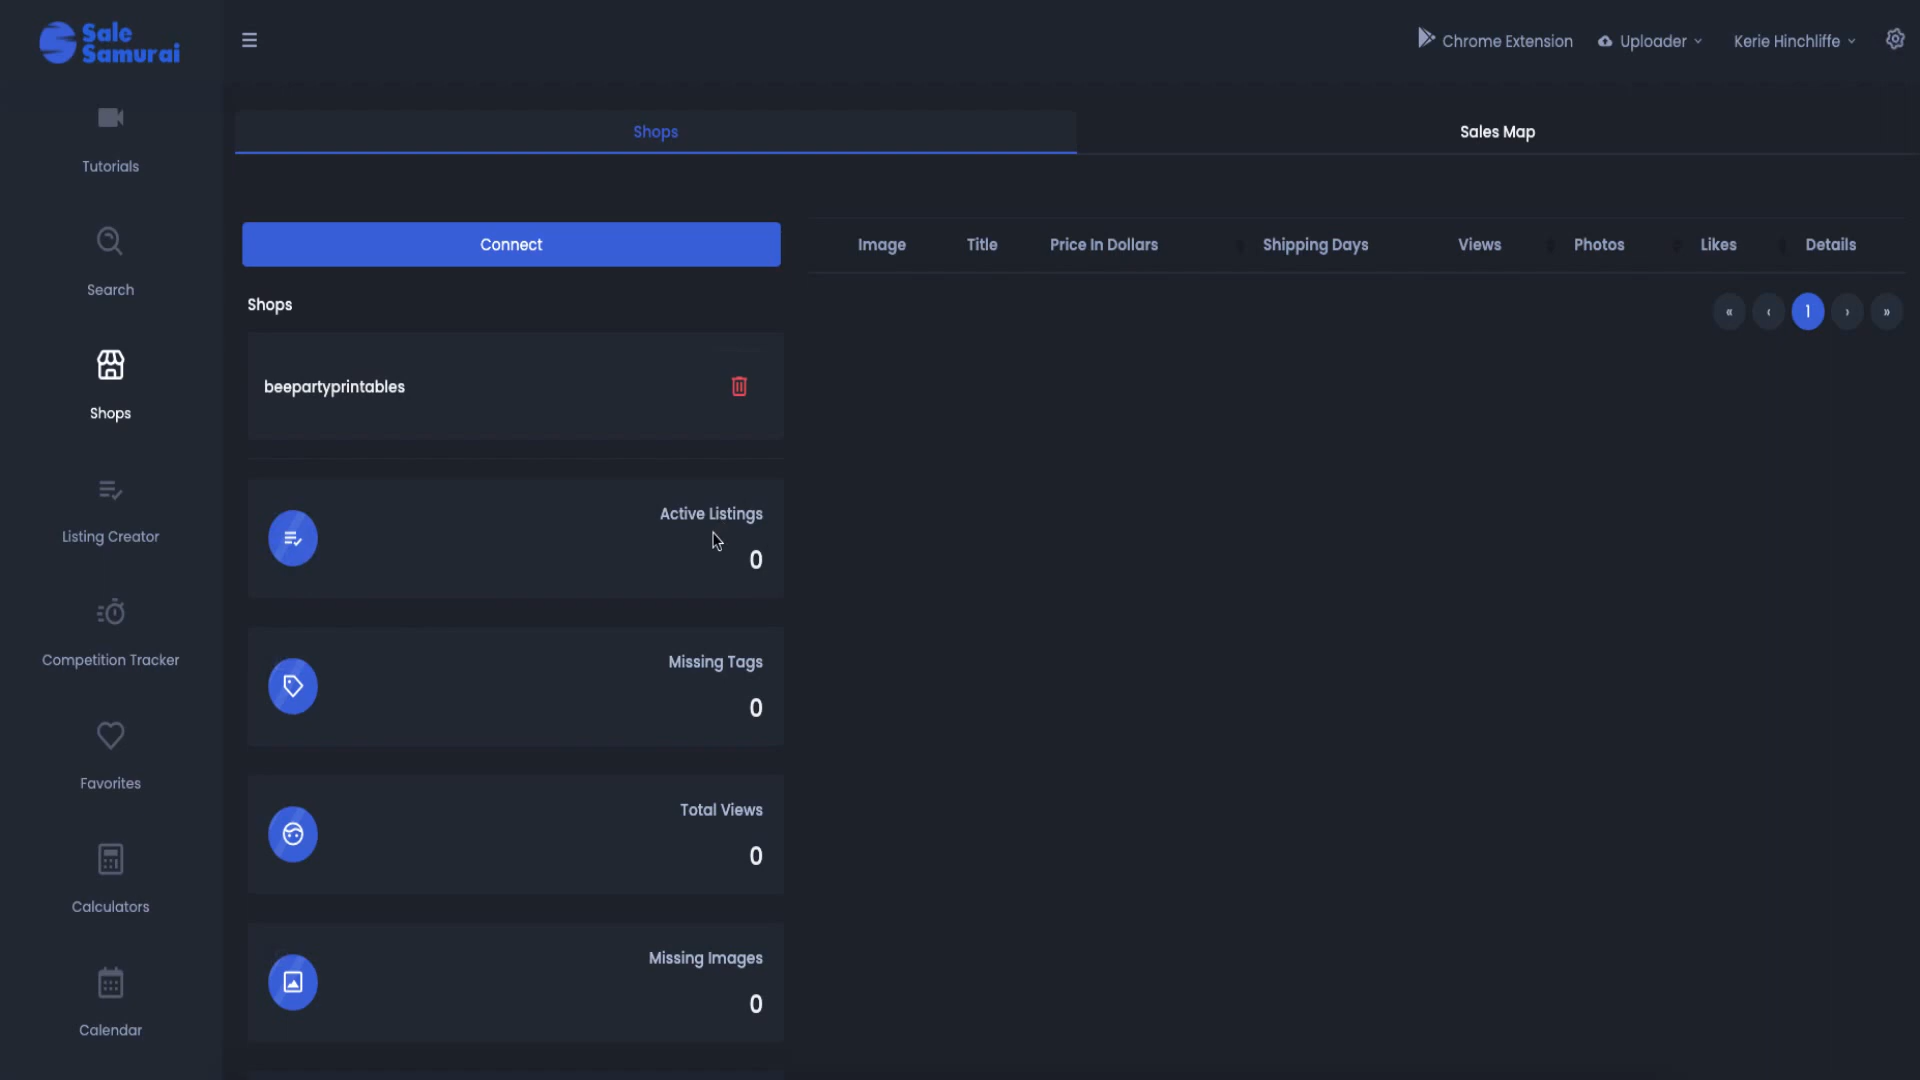 Sale
Samurai
Chrome Extension
Uploader
Kerie Hinchliffe
Tutorials
Search
Shops
Listing Creator
Competition Tracker
Favorites
Calculators
Calendar
Shops
Sales Map
Connect
Shops
beepartyprintables
Active Listings
0
Missing Tags
0
Total Views
0
Missing Images
0
Image Title Price In Dollars Shipping Days Views Photos Likes Details
« ‹ 1 › »